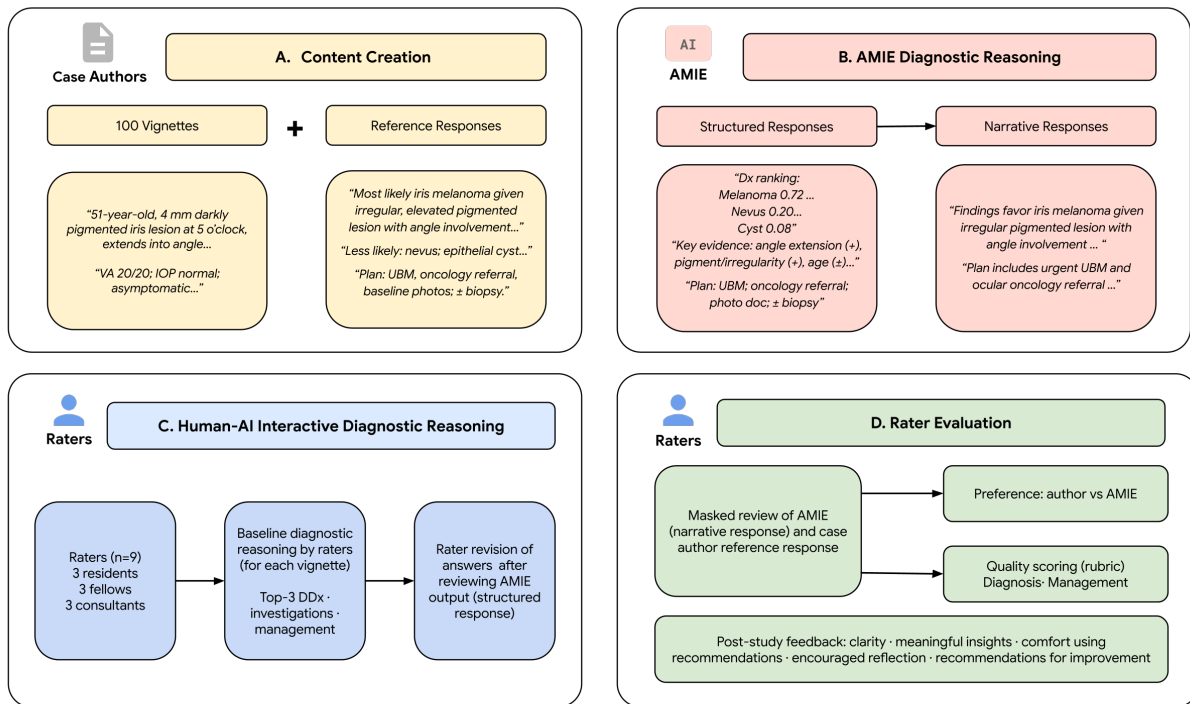 Case Authors
A. Content Creation
100 Vignettes
+
Reference Responses
“51-year-old, 4 mm darkly
pigmented iris lesion at 5 o’clock,
extends into angle…
“VA 20/20; IOP normal;
asymptomatic…”
“Most likely iris melanoma given
irregular, elevated pigmented
lesion with angle involvement…”
“Less likely: nevus; epithelial cyst…”
“Plan: UBM, oncology referral,
baseline photos; ± biopsy.”
AI
AMIE
B. AMIE Diagnostic Reasoning
Structured Responses
Narrative Responses
“Dx ranking:
Melanoma 0.72 …
Nevus 0.20…
Cyst 0.08”
“Key evidence: angle extension (+),
pigment/irregularity (+), age (±)…”
“Plan: UBM; oncology referral;
photo doc; ± biopsy”
“Findings favor iris melanoma given
irregular pigmented lesion with
angle involvement … “
“Plan includes urgent UBM and
ocular oncology referral …”
Raters
C. Human-AI Interactive Diagnostic Reasoning
Raters (n=9)
3 residents
3 fellows
3 consultants
Baseline diagnostic
reasoning by raters
(for each vignette)
Top-3 DDx ·
investigations ·
management
Rater revision of
answers after
reviewing AMIE
output (structured
response)
Raters
D. Rater Evaluation
Masked review of AMIE
(narrative response) and case
author reference response
Preference: author vs AMIE
Quality scoring (rubric)
Diagnosis· Management
Post-study feedback: clarity · meaningful insights · comfort using
recommendations · encouraged reflection · recommendations for improvement